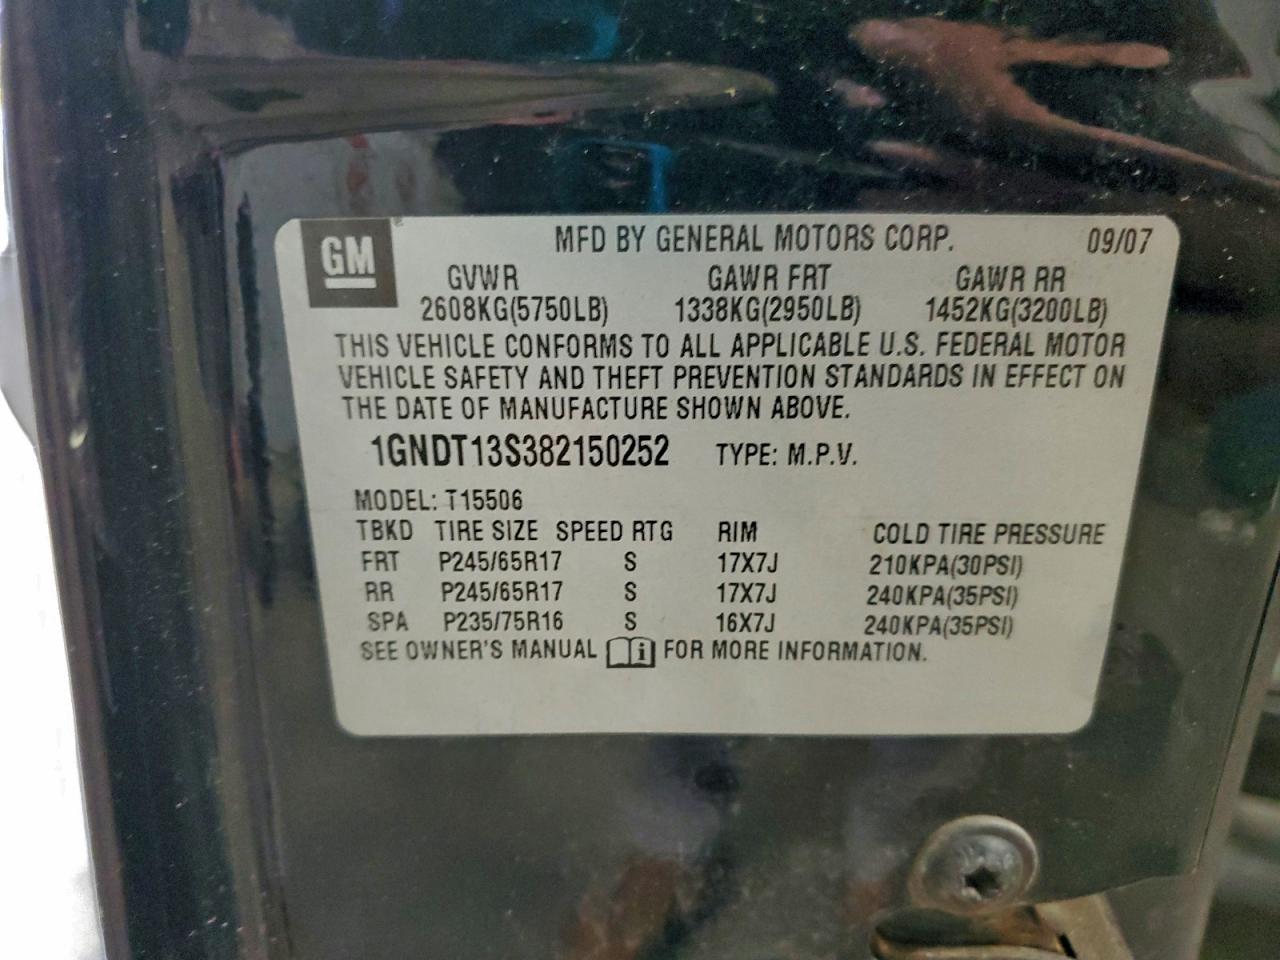 GM
MFD BY GENERAL MOTORS CORP. 09/07
GVWR GAWR FRT GAWR RR
2608KG(5750LB) 1338KG(2950LB) 1452KG(3200LB)
THIS VEHICLE CONFORMS TO ALL APPLICABLE U.S. FEDERAL MOTOR
VEHICLE SAFETY AND THEFT PREVENTION STANDARDS IN EFFECT ON
THE DATE OF MANUFACTURE SHOWN ABOVE.
1GNDT13S382150252 TYPE: M.P.V.
MODEL: T15506
TBKD TIRE SIZE SPEED RTG RIM COLD TIRE PRESSURE
FRT P245/65R17 S 17X7J 210KPA(30PSI)
RR P245/65R17 S 17X7J 240KPA(35PSI)
SPA P235/75R16 S 16X7J 240KPA(35PSI)
SEE OWNER'S MANUAL FOR MORE INFORMATION.